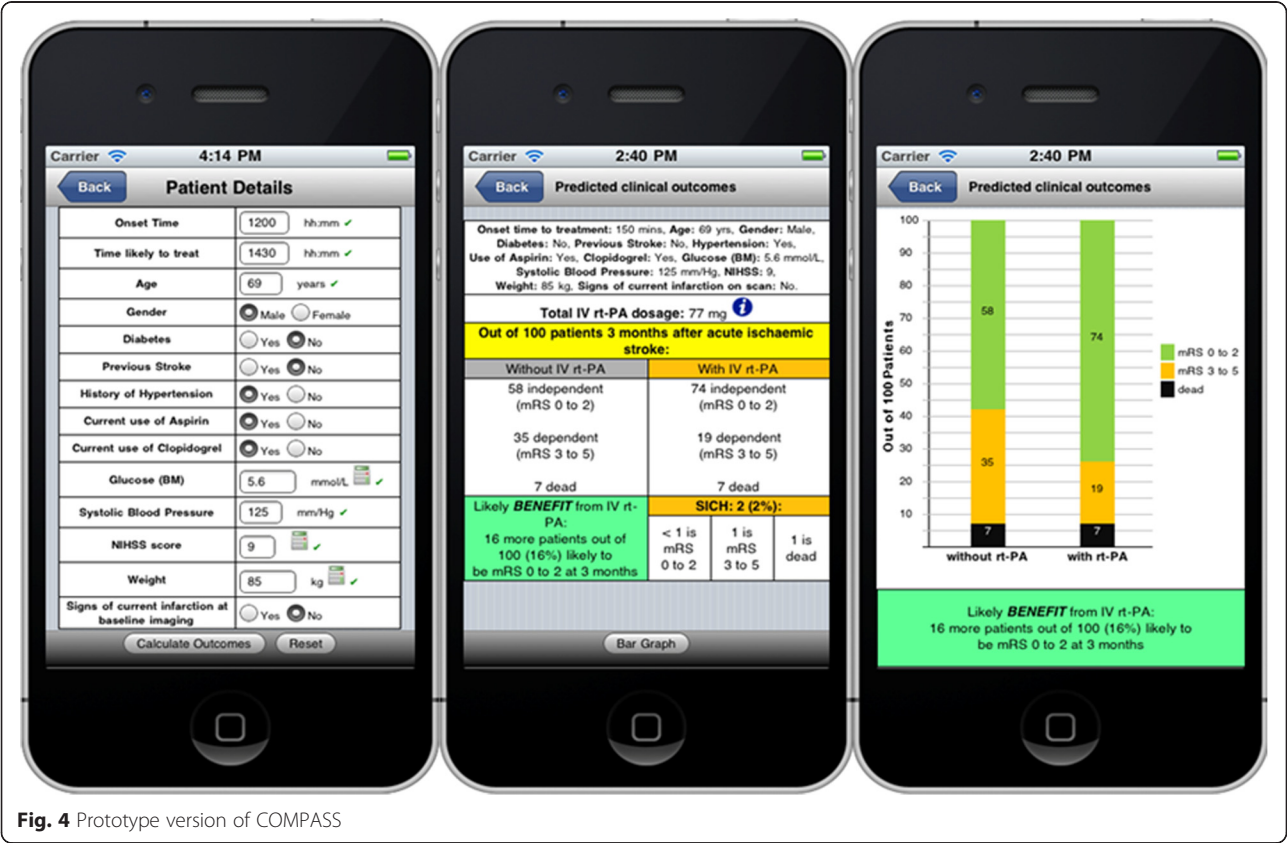 Carrier 4:14 PM
Back Patient Details
Onset Time 1200 hh:mm ✔
Time likely to treat 1430 hh:mm ✔
Age 69 years ✔
Gender Male Female
Diabetes Yes No
Previous Stroke Yes No
History of Hypertension Yes No
Current use of Aspirin Yes No
Current use of Clopidogrel Yes No
Glucose (BM) 5.6 mmol/L ✔
Systolic Blood Pressure 125 mm/Hg ✔
NIHSS score 9 ✔
Weight 85 kg ✔
Signs of current infarction at
baseline imaging Yes No
Calculate Outcomes Reset
Carrier 2:40 PM
Back Predicted clinical outcomes
Onset time to treatment: 150 mins, Age: 69 yrs, Gender: Male,
Diabetes: No, Previous Stroke: No, Hypertension: Yes,
Use of Aspirin: Yes, Clopidogrel: Yes, Glucose (BM): 5.6 mmol/L,
Systolic Blood Pressure: 125 mm/Hg, NIHSS: 9,
Weight: 85 kg, Signs of current infarction on scan: No.
Total IV rt-PA dosage: 77 mg i
Out of 100 patients 3 months after acute ischaemic
stroke:
Without IV rt-PA
58 independent
(mRS 0 to 2)
35 dependent
(mRS 3 to 5)
7 dead
With IV rt-PA
74 independent
(mRS 0 to 2)
19 dependent
(mRS 3 to 5)
7 dead
Likely BENEFIT from IV rt-
PA:
16 more patients out of
100 (16%) likely to
be mRS 0 to 2 at 3 months
SICH: 2 (2%):
< 1 is
mRS
0 to 2
1 is
mRS
3 to 5
1 is
dead
Bar Graph
Carrier 2:40 PM
Back Predicted clinical outcomes
Out of 100 Patients
100
90
80
70
60
50
40
30
20
10
58
35
7
74
19
7
without rt-PA with rt-PA
mRS 0 to 2
mRS 3 to 5
dead
Likely BENEFIT from IV rt-PA:
16 more patients out of 100 (16%) likely to
be mRS 0 to 2 at 3 months
Fig. 4 Prototype version of COMPASS